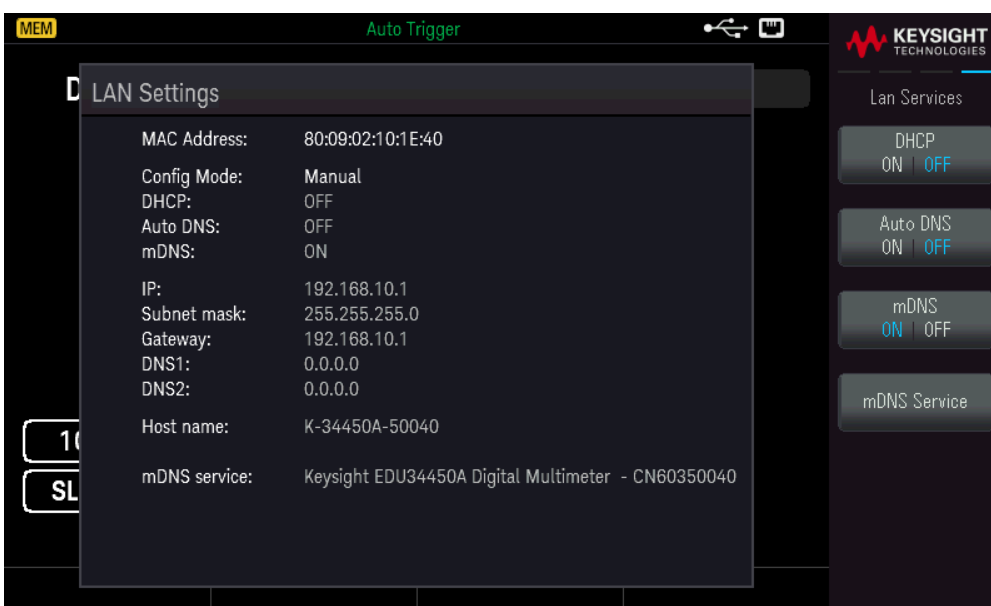 MEM
Auto Trigger
KEYSIGHT
TECHNOLOGIES
D
LAN Settings
MAC Address: 80:09:02:10:1E:40
Config Mode: Manual
DHCP: OFF
Auto DNS: OFF
mDNS: ON
IP: 192.168.10.1
Subnet mask: 255.255.255.0
Gateway: 192.168.10.1
DNS1: 0.0.0.0
DNS2: 0.0.0.0
Host name: K-34450A-50040
mDNS service: Keysight EDU34450A Digital Multimeter - CN60350040
10
SL
Lan Services
DHCP
ON | OFF
Auto DNS
ON | OFF
mDNS
ON | OFF
mDNS Service